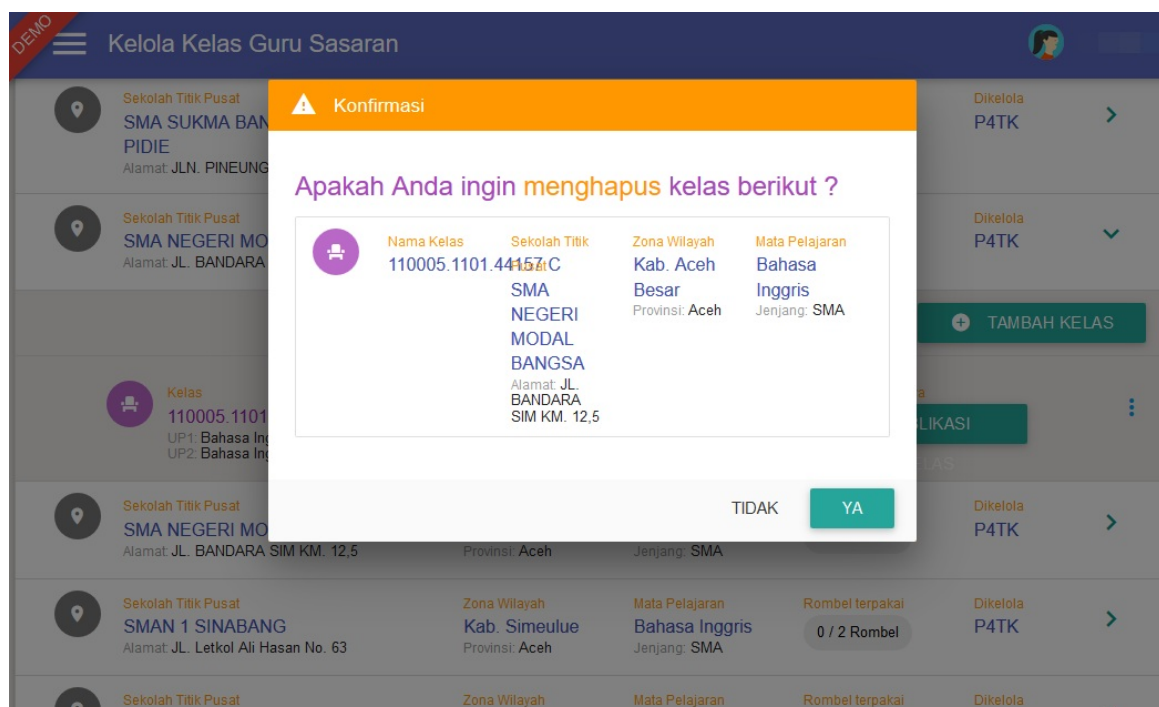 DEMO
Kelola Kelas Guru Sasaran
Sekolah Titik Pusat
Dikelola
SMA SUKMA BAN
P4TK
PIDIE
Alamat: JLN. PINEUNG
Konfirmasi
Apakah Anda ingin menghapus kelas berikut ?
Nama Kelas
110005.1101.44157.C
Sekolah Titik
Pusat
SMA
NEGERI
MODAL
BANGSA
Alamat: JL.
BANDARA
SIM KM. 12,5
Zona Wilayah
Kab. Aceh
Besar
Provinsi: Aceh
Mata Pelajaran
Bahasa
Inggris
Jenjang: SMA
TIDAK
YA
Sekolah Titik Pusat
Dikelola
SMA NEGERI MO
P4TK
Alamat: JL. BANDARA
TAMBAH KELAS
Kelas
a
110005.1101
LIKASI
UP1: Bahasa Ing
UP2: Bahasa Ing
LAS
Sekolah Titik Pusat
Dikelola
SMA NEGERI MO
P4TK
Alamat: JL. BANDARA SIM KM. 12,5
Provinsi: Aceh
Jenjang: SMA
Sekolah Titik Pusat
Zona Wilayah
Mata Pelajaran
Rombel terpakai
Dikelola
SMAN 1 SINABANG
Kab. Simeulue
Bahasa Inggris
0 / 2 Rombel
P4TK
Alamat: JL. Letkol Ali Hasan No. 63
Provinsi: Aceh
Jenjang: SMA
Sekolah Titik Pusat
Zona Wilayah
Mata Pelajaran
Rombel terpakai
Dikelola